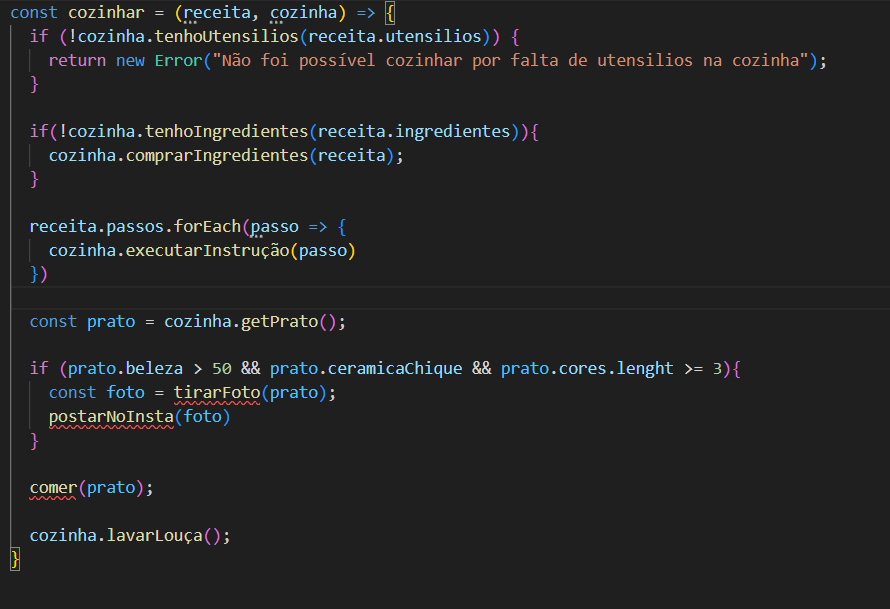 const cozinhar = (receita, cozinha) => {
if (!cozinha.tenhoUtensilios(receita.utensilios)) {
return new Error("Não foi possível cozinhar por falta de utensilios na cozinha");
}
if(!cozinha.tenhoIngredientes(receita.ingredientes)){
cozinha.comprarIngredientes(receita);
}
receita.passos.forEach(passo => {
cozinha.executarInstrução(passo)
})
const prato = cozinha.getPrato();
if (prato.beleza > 50 && prato.ceramicaChique && prato.cores.lenght >= 3){
const foto = tirarFoto(prato);
postarNoInsta(foto)
}
comer(prato);
cozinha.lavarLouça();
}